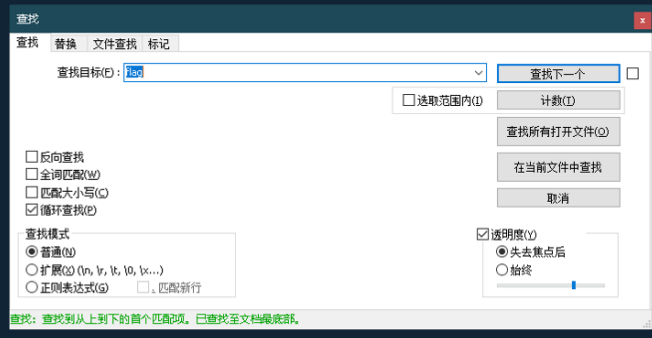 查找
查找 替换 文件查找 标记
查找目标(F)： flag
查找下一个
选取范围内(I) 计数(T)
查找所有打开文件(O)
在当前文件中查找
取消
反向查找
全词匹配(W)
匹配大小写(C)
循环查找(P)
查找模式
普通(N)
扩展(X) (\n, \r, \t, \0, \x...)
正则表达式(G) . 匹配新行
透明度(Y)
失去焦点后
始终
查找：查找到从上到下的首个匹配项。已查找至文档最底部。